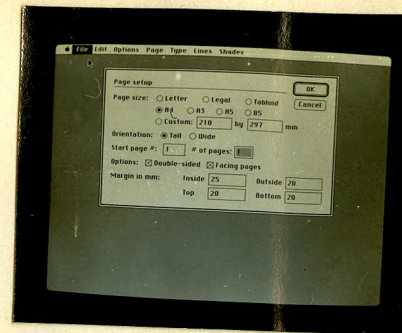 File Edit Options Page Type Lines Shades
Page setup
OK
Page size: Letter Legal Tabloid
Cancel
A4 A3 A5 B5
Custom: 210 by 297 mm
Orientation: Tall Wide
Start page #: 1 # of pages: 1
Options: Double-sided Facing pages
Margin in mm: Inside 25 Outside 20
Top 20 Bottom 20